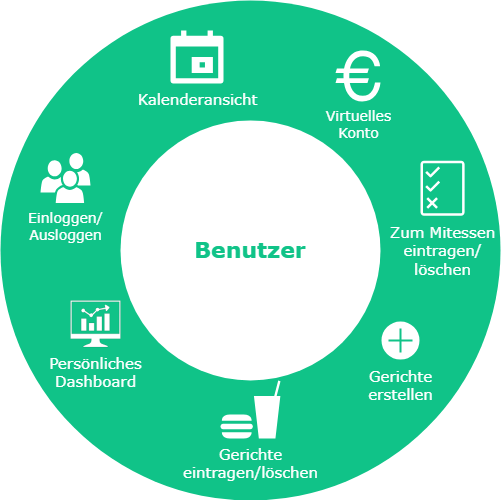 Kalenderansicht
Virtuelles
Konto
Zum Mitessen
eintragen/
löschen
Gerichte
erstellen
Gerichte
eintragen/löschen
Persönliches
Dashboard
Einloggen/
Ausloggen
Benutzer